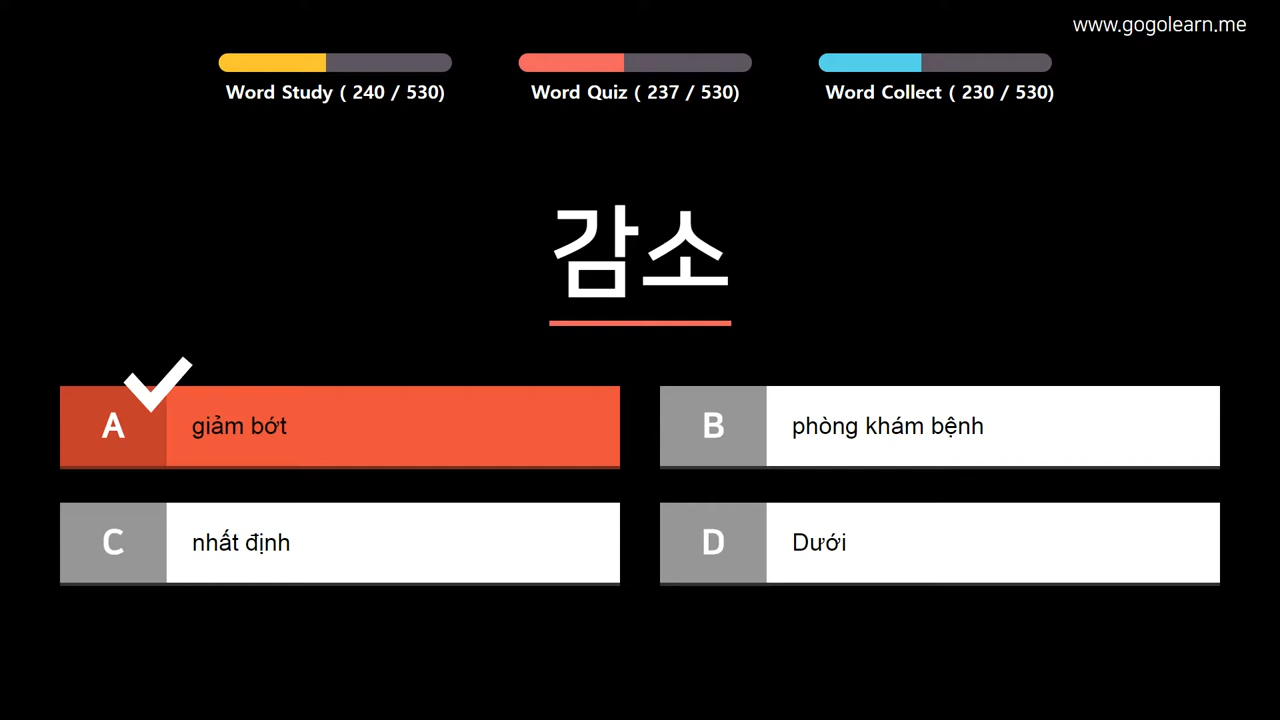 www.gogolearn.me
Word Study ( 240 / 530)
Word Quiz ( 237 / 530)
Word Collect ( 230 / 530)
감소
A giảm bớt
B phòng khám bệnh
C nhất định
D Dưới